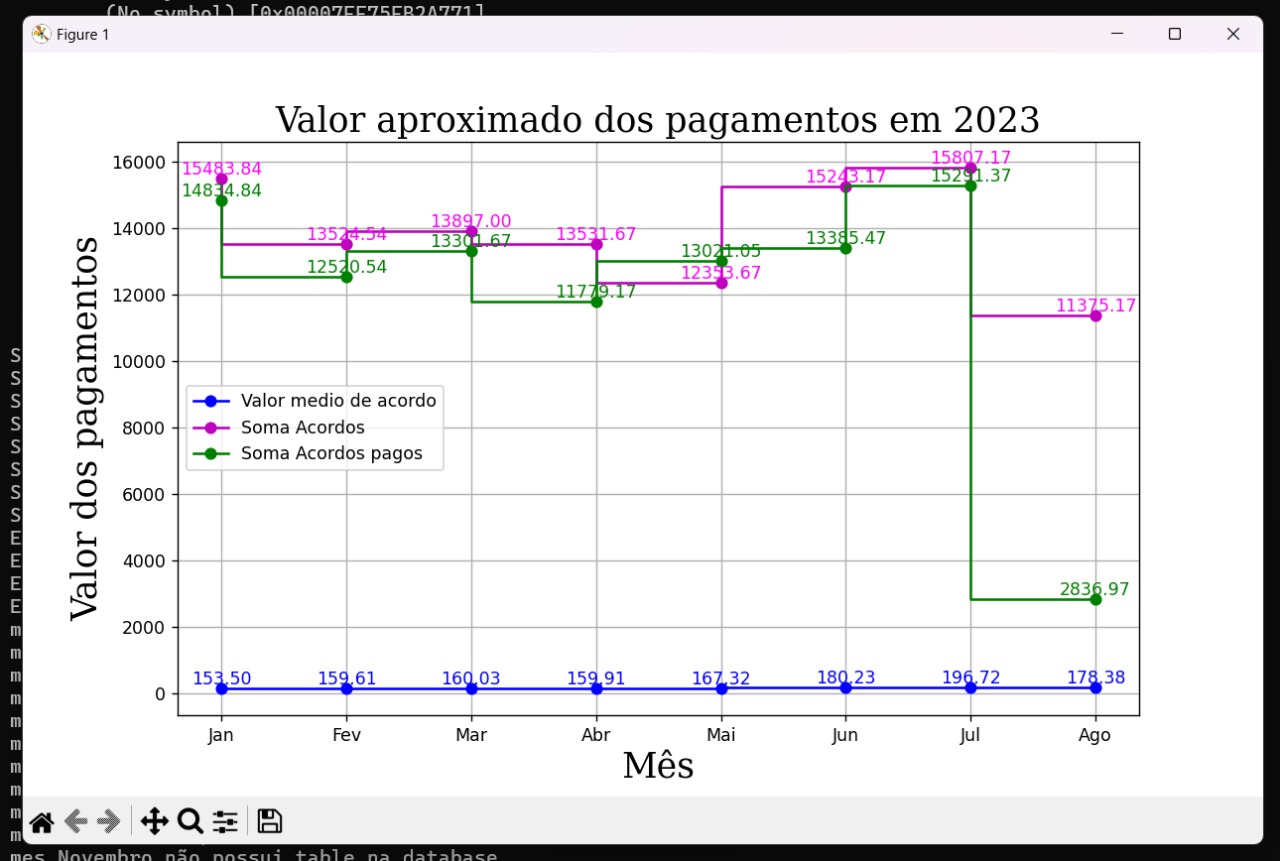 (No symbol) [0x00007FF75FB2A771]
Figure 1
Valor aproximado dos pagamentos em 2023
Valor dos pagamentos
16000
14000
12000
10000
8000
6000
4000
2000
0
15483.84
14834.84
13524.54
12520.54
13897.00
13301.67
13531.67
11779.17
13021.05
12353.67
15243.17
13385.47
15807.17
15291.37
11375.17
2836.97
Valor medio de acordo
Soma Acordos
Soma Acordos pagos
153.50 159.61 160.03 159.91 167.32 180.23 196.72 178.38
Jan Fev Mar Abr Mai Jun Jul Ago
Mês
S
S
S
S
S
S
S
S
E
E
E
E
m
m
m
m
m
m
m
m
m
m
mes Novembro não possui table na database